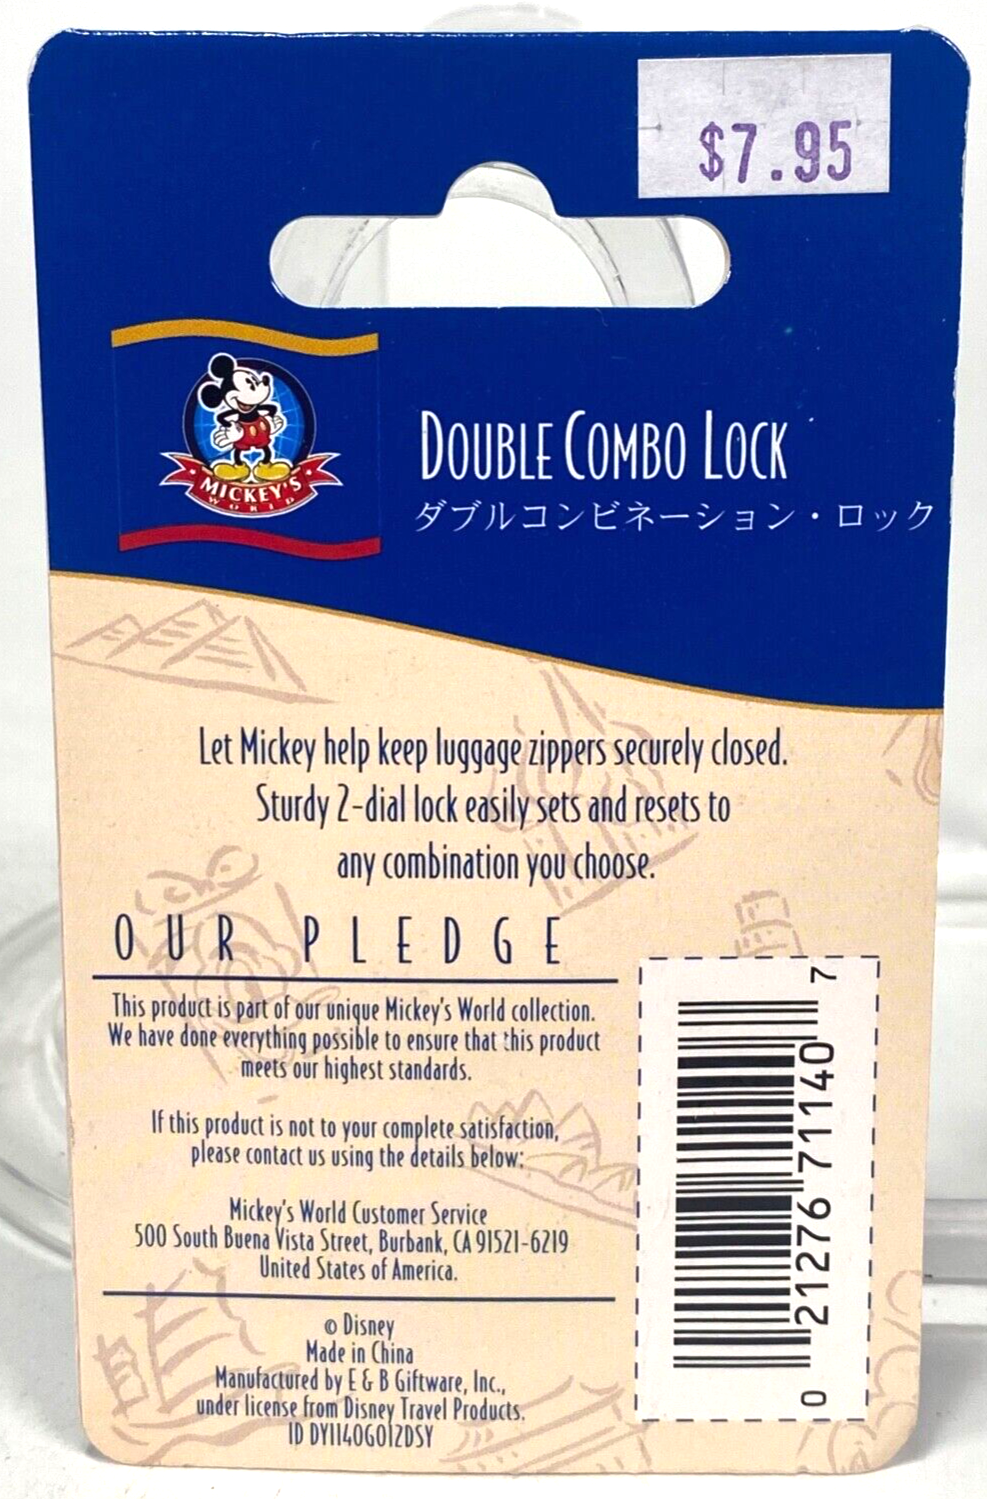 $7.95
MICKEY'S
WORLD
DOUBLE COMBO LOCK
ダブルコンビネーション・ロック
Let Mickey help keep luggage zippers securely closed.
Sturdy 2-dial lock easily sets and resets to
any combination you choose.
OUR PLEDGE
This product is part of our unique Mickey's World collection.
We have done everything possible to ensure that this product
meets our highest standards.
If this product is not to your complete satisfaction,
please contact us using the details below:
Mickey's World Customer Service
500 South Buena Vista Street, Burbank, CA 91521-6219
United States of America.
© Disney
Made in China
Manufactured by E & B Giftware, Inc.,
under license from Disney Travel Products.
ID DY1140G012DSY
0 21276 71140 7